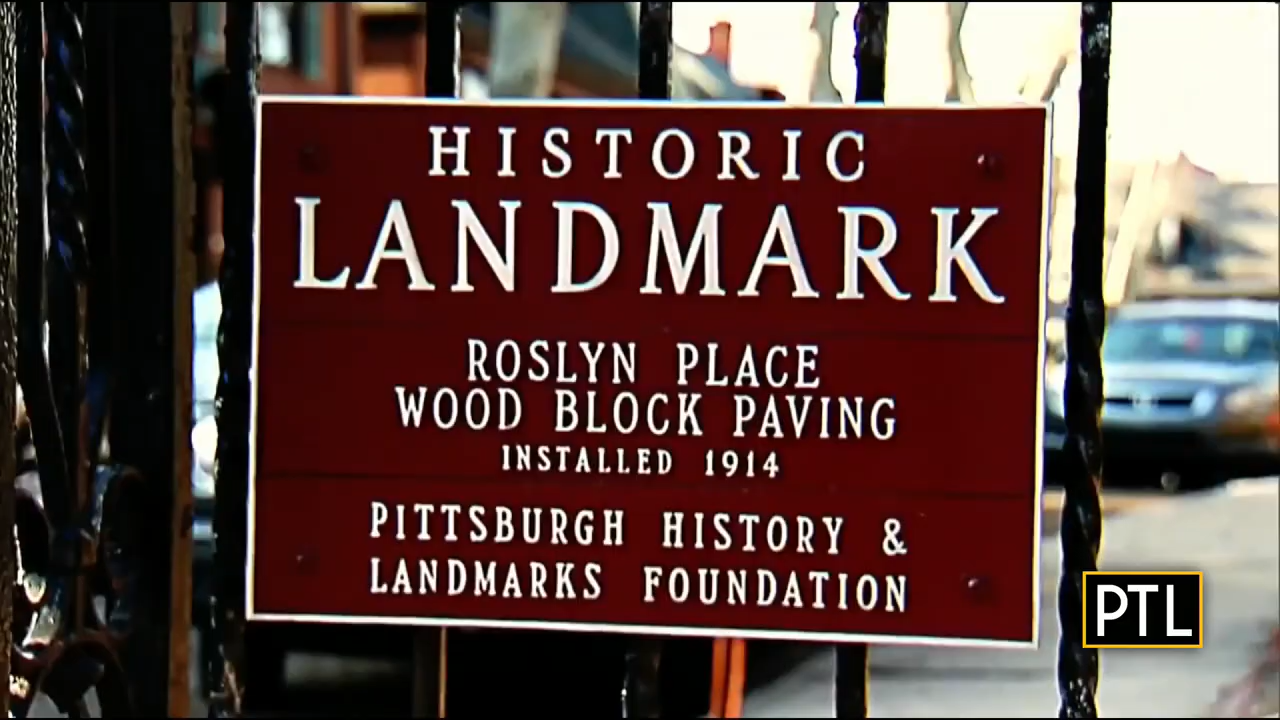 HISTORIC
LANDMARK
ROSLYN PLACE
WOOD BLOCK PAVING
INSTALLED 1914
PITTSBURGH HISTORY &
LANDMARKS FOUNDATION
PTL